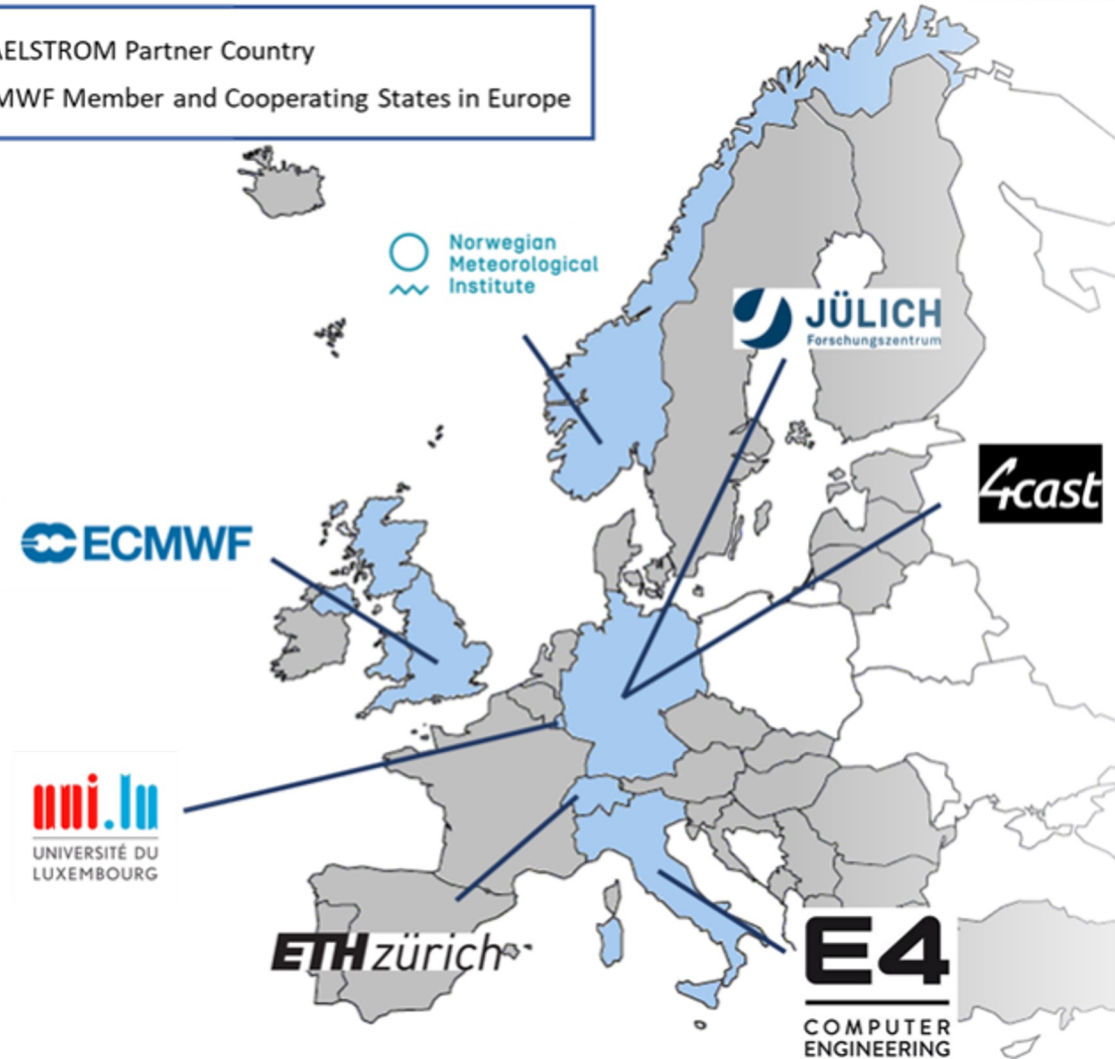 AELSTROM Partner Country
MWF Member and Cooperating States in Europe
Norwegian
Meteorological
Institute
JÜLICH
Forschungszentrum
4cast
ECMWF
uni.lu
UNIVERSITÉ DU
LUXEMBOURG
ETH zürich
E4
COMPUTER
ENGINEERING